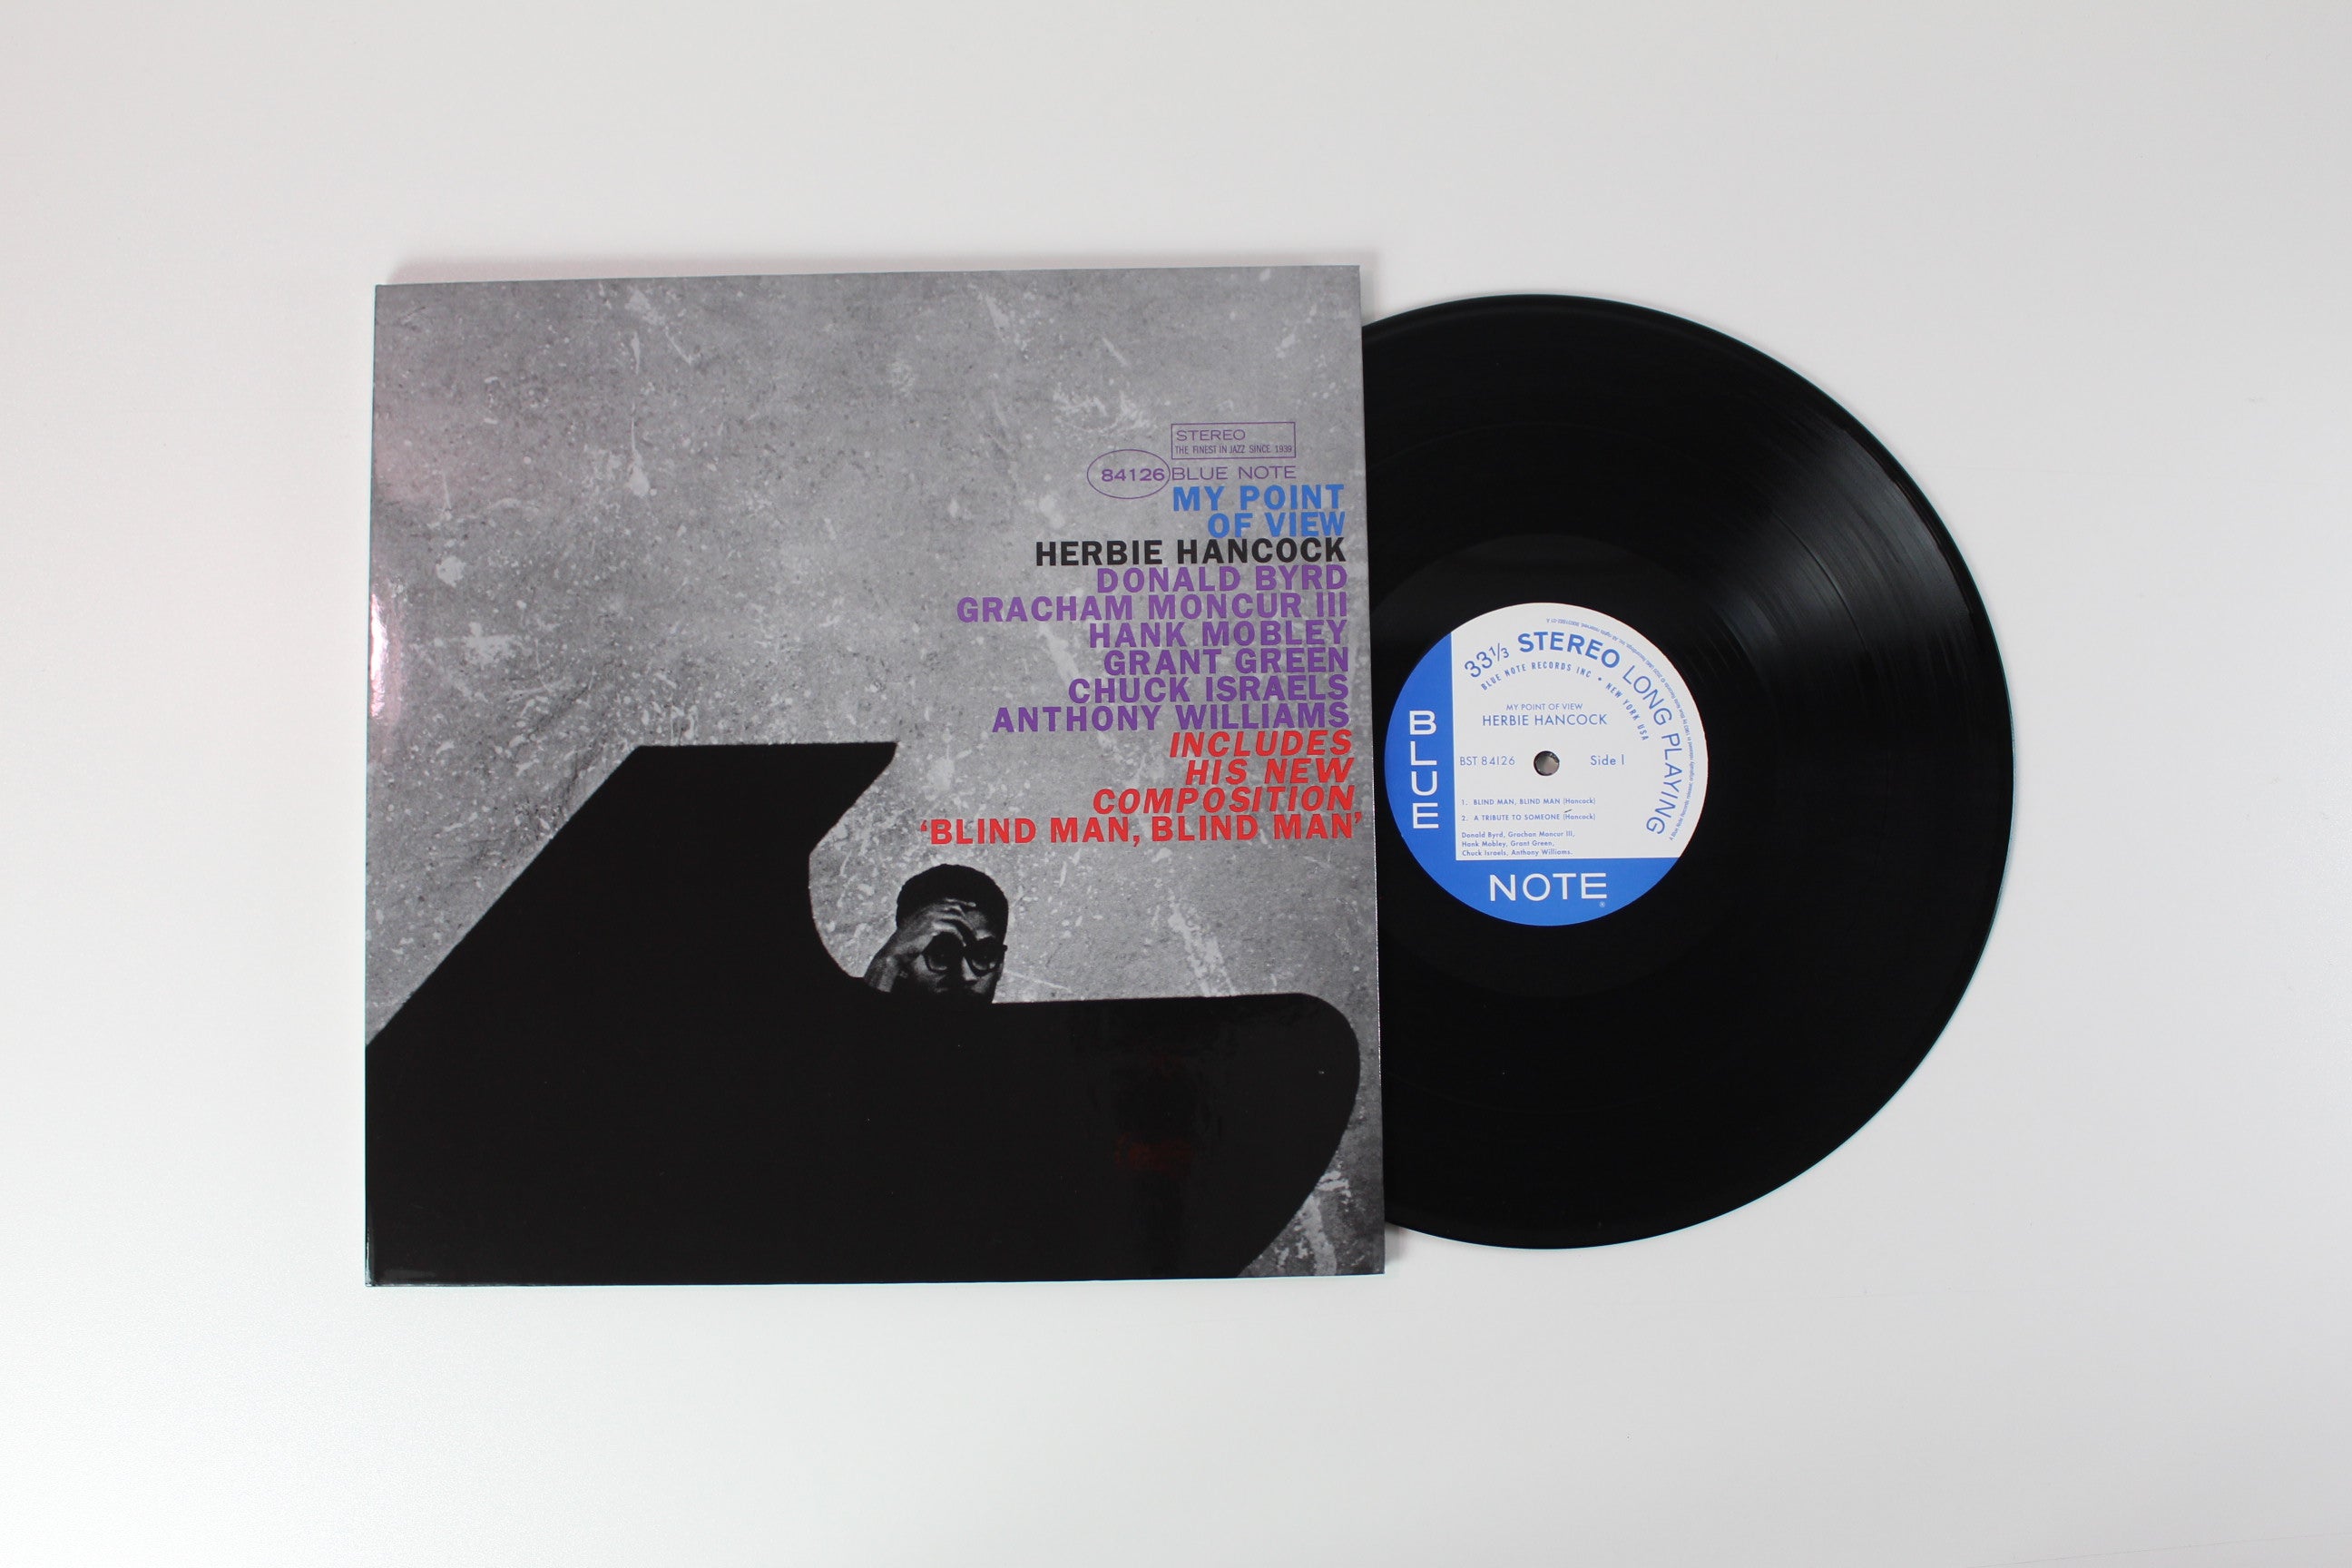 STEREO
THE FINEST IN JAZZ SINCE 1939
84126 BLUE NOTE
MY POINT
OF VIEW
HERBIE HANCOCK
DONALD BYRD
GRACHAM MONCUR III
HANK MOBLEY
GRANT GREEN
CHUCK ISRAELS
ANTHONY WILLIAMS
INCLUDES
HIS NEW
COMPOSITION
‘BLIND MAN, BLIND MAN’
33⅓ STEREO LONG PLAYING
BLUE NOTE RECORDS INC • NEW YORK USA
MY POINT OF VIEW
HERBIE HANCOCK
BST 84126 Side 1
1. BLIND MAN, BLIND MAN (Hancock)
2. A TRIBUTE TO SOMEONE (Hancock)
Donald Byrd, Grachan Moncur III,
Hank Mobley, Grant Green,
Chuck Israels, Anthony Williams.
BLUE
NOTE